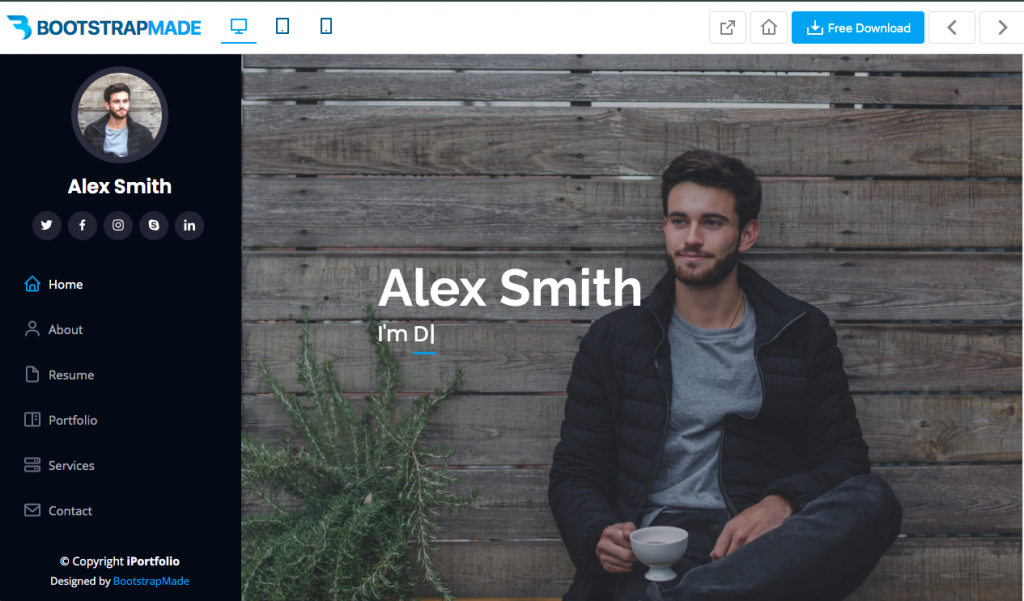 BOOTSTRAPMADE
Free Download
Alex Smith
Home
About
Resume
Portfolio
Services
Contact
© Copyright iPortfolio
Designed by BootstrapMade
Alex Smith
I'm D|